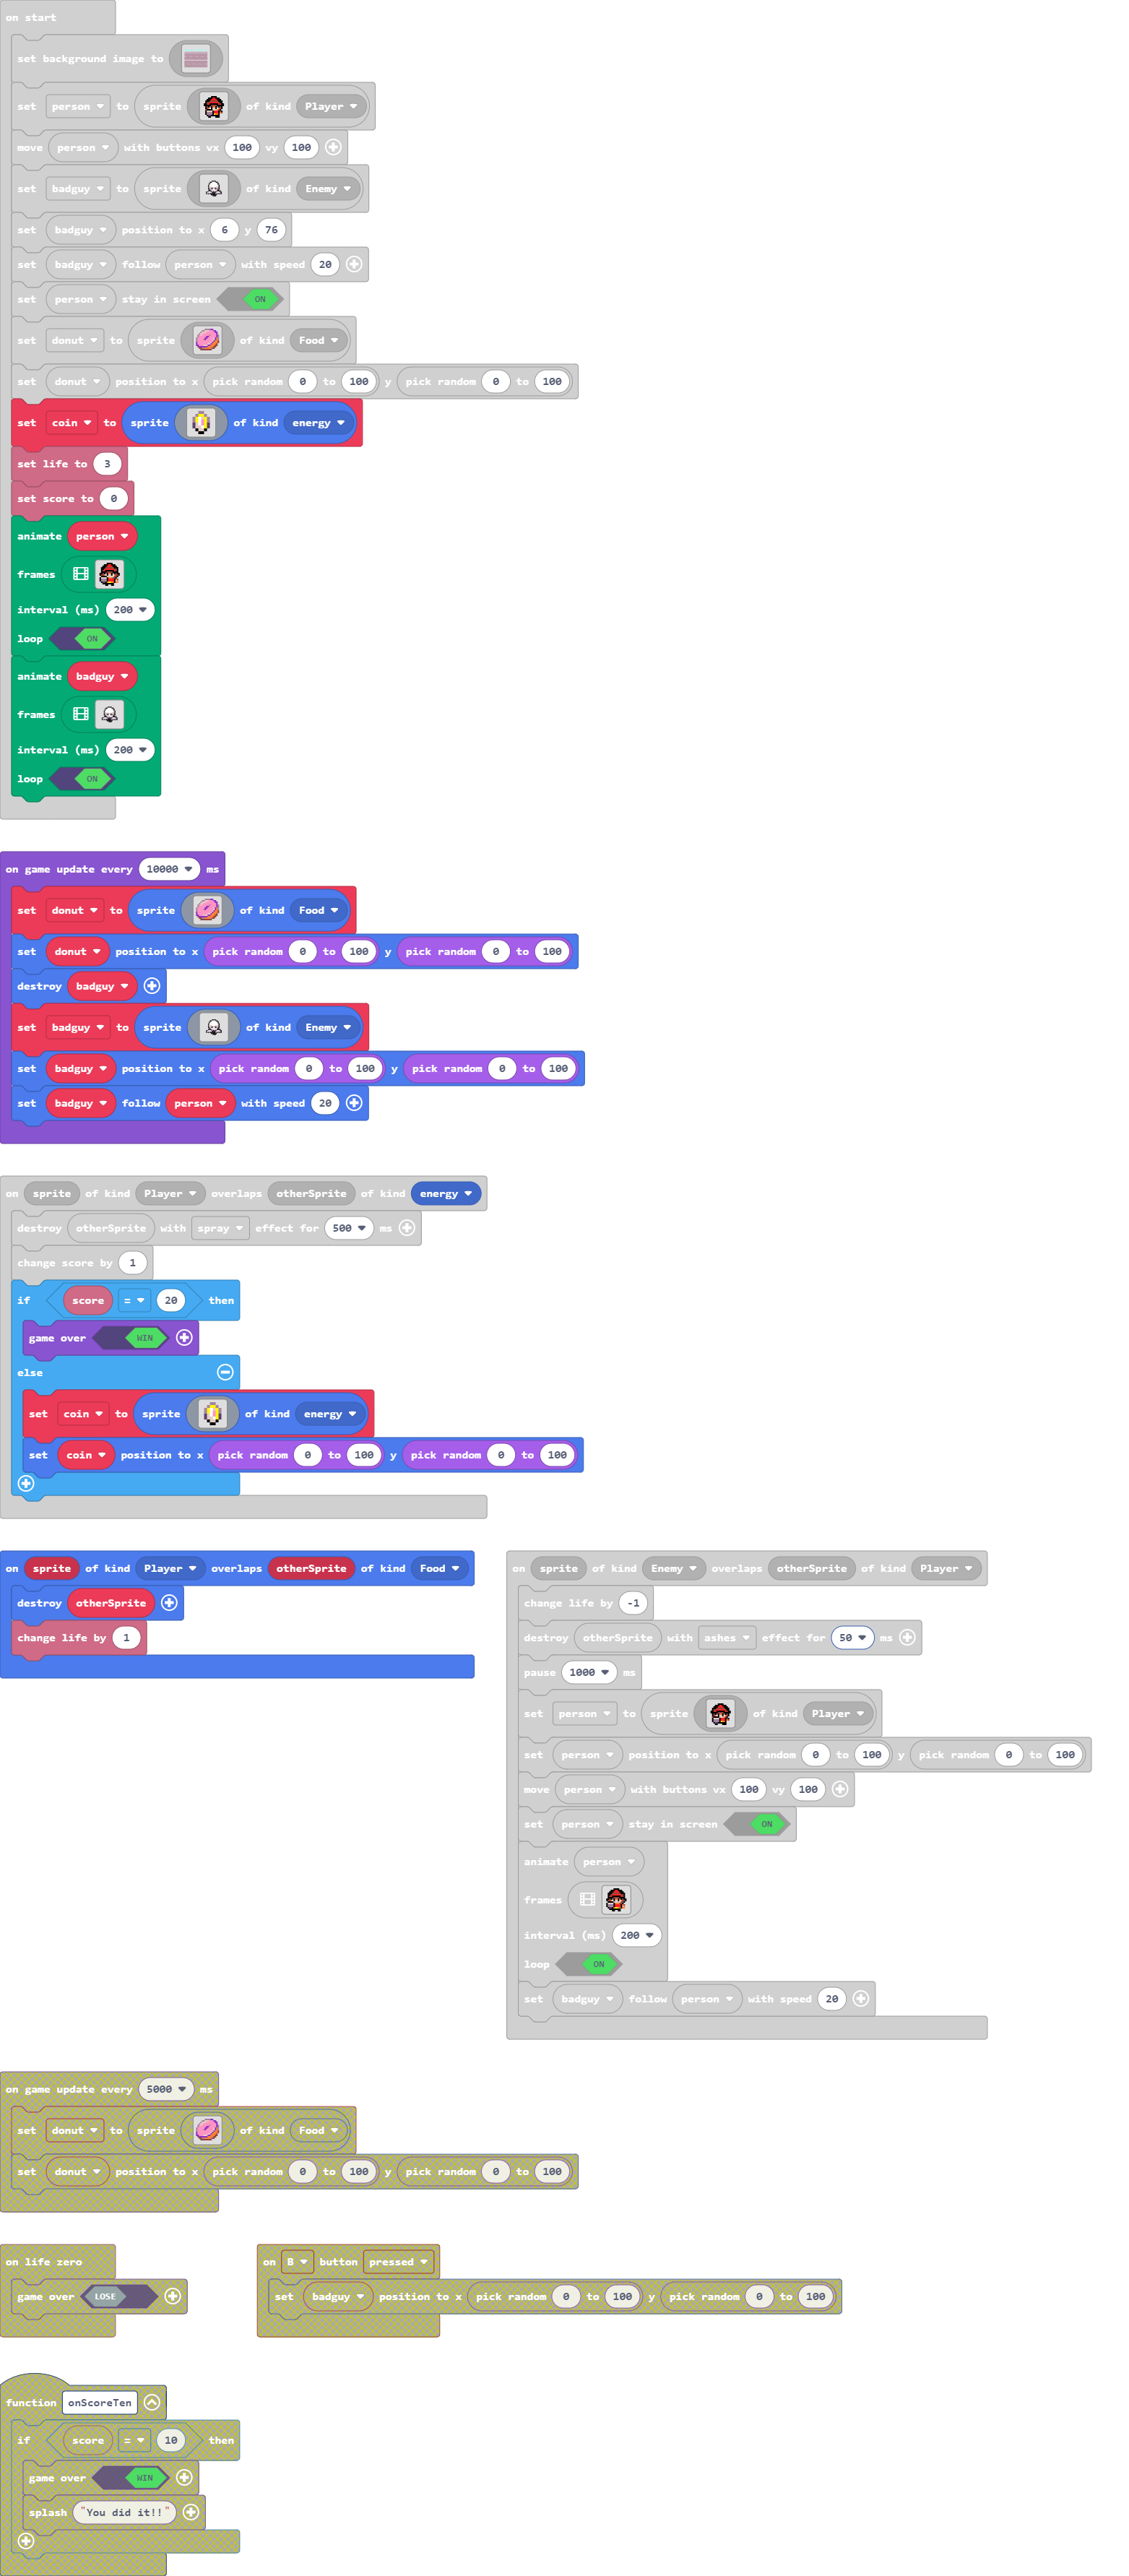 on start
set background image to
set person to sprite of kind Player
move person with buttons vx 100 vy 100
set badguy to sprite of kind Enemy
set badguy position to x 6 y 76
set badguy follow person with speed 20
set person stay in screen ON
set donut to sprite of kind Food
set donut position to x pick random 0 to 100 y pick random 0 to 100
set coin to sprite of kind energy
set life to 3
set score to 0
animate person
frames
interval (ms) 200
loop ON
animate badguy
frames
interval (ms) 200
loop ON
on game update every 10000 ms
set donut to sprite of kind Food
set donut position to x pick random 0 to 100 y pick random 0 to 100
destroy badguy
set badguy to sprite of kind Enemy
set badguy position to x pick random 0 to 100 y pick random 0 to 100
set badguy follow person with speed 20
on sprite of kind Player overlaps otherSprite of kind energy
destroy otherSprite with spray effect for 500 ms
change score by 1
if score = 20 then
game over WIN
else
set coin to sprite of kind energy
set coin position to x pick random 0 to 100 y pick random 0 to 100
on sprite of kind Player overlaps otherSprite of kind Food
destroy otherSprite
change life by 1
on sprite of kind Enemy overlaps otherSprite of kind Player
change life by -1
destroy otherSprite with ashes effect for 50 ms
pause 1000 ms
set person to sprite of kind Player
set person position to x pick random 0 to 100 y pick random 0 to 100
move person with buttons vx 100 vy 100
set person stay in screen ON
animate person
frames
interval (ms) 200
loop ON
set badguy follow person with speed 20
on game update every 5000 ms
set donut to sprite of kind Food
set donut position to x pick random 0 to 100 y pick random 0 to 100
on life zero
game over LOSE
on B button pressed
set badguy position to x pick random 0 to 100 y pick random 0 to 100
function onScoreTen
if score = 10 then
game over WIN
splash "You did it!!"